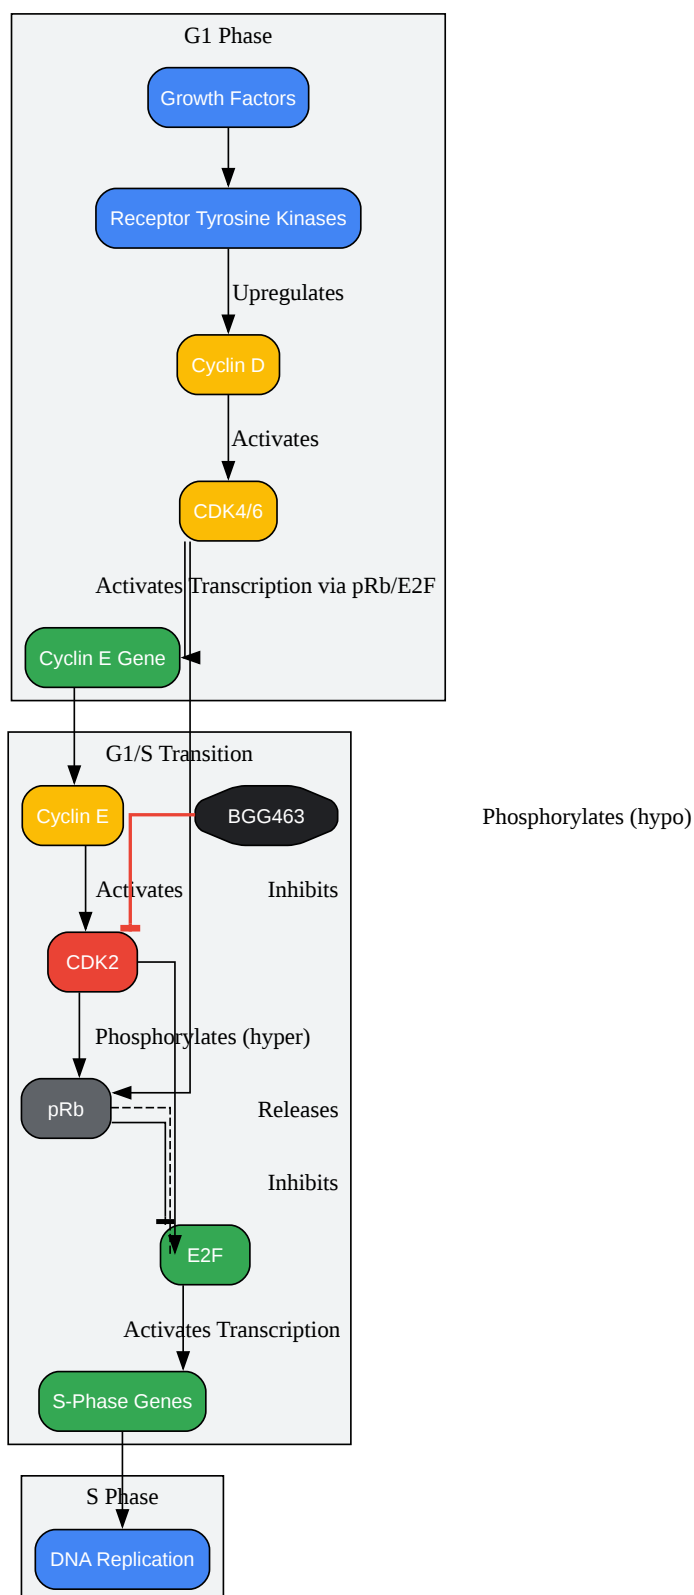 G1 Phase
Growth Factors
Receptor Tyrosine Kinases
Upregulates
Cyclin D
Activates
CDK4/6
Activates Transcription via pRb/E2F
Cyclin E Gene
G1/S Transition
Cyclin E
BGG463
Phosphorylates (hypo)
Activates
Inhibits
CDK2
Phosphorylates (hyper)
pRb
Releases
Inhibits
E2F
Activates Transcription
S-Phase Genes
S Phase
DNA Replication